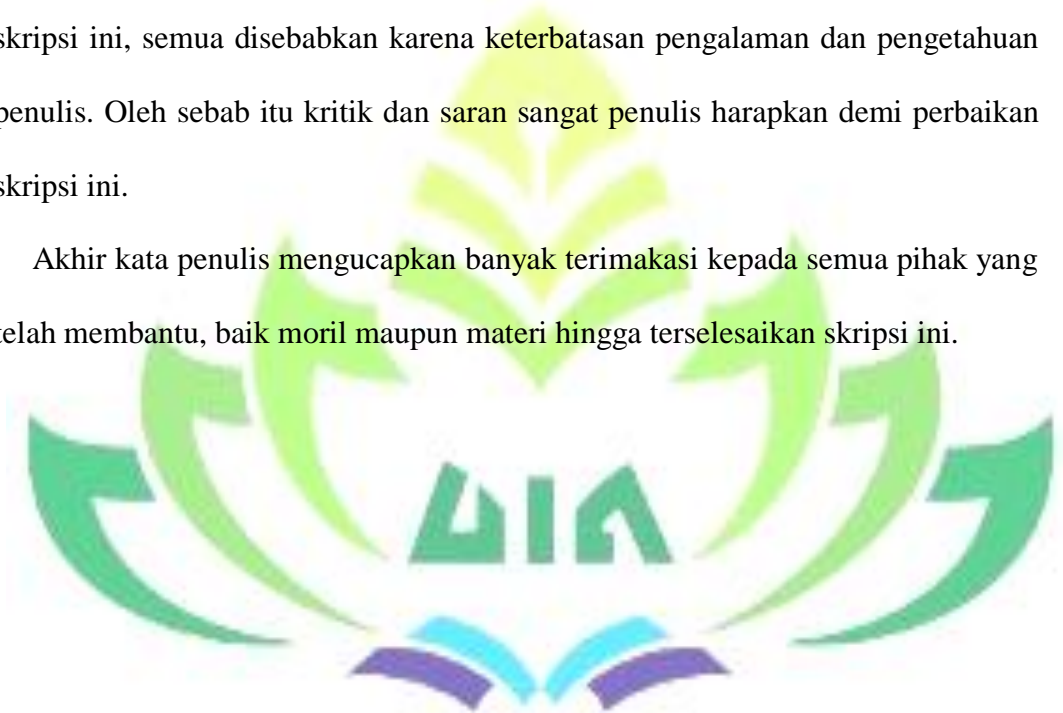 skripsi ini, semua disebabkan karena keterbatasan pengalaman dan pengetahuan
penulis. Oleh sebab itu kritik dan saran sangat penulis harapkan demi perbaikan
skripsi ini.
Akhir kata penulis mengucapkan banyak terimakasi kepada semua pihak yang
telah membantu, baik moril maupun materi hingga terselesaikan skripsi ini.
UIN